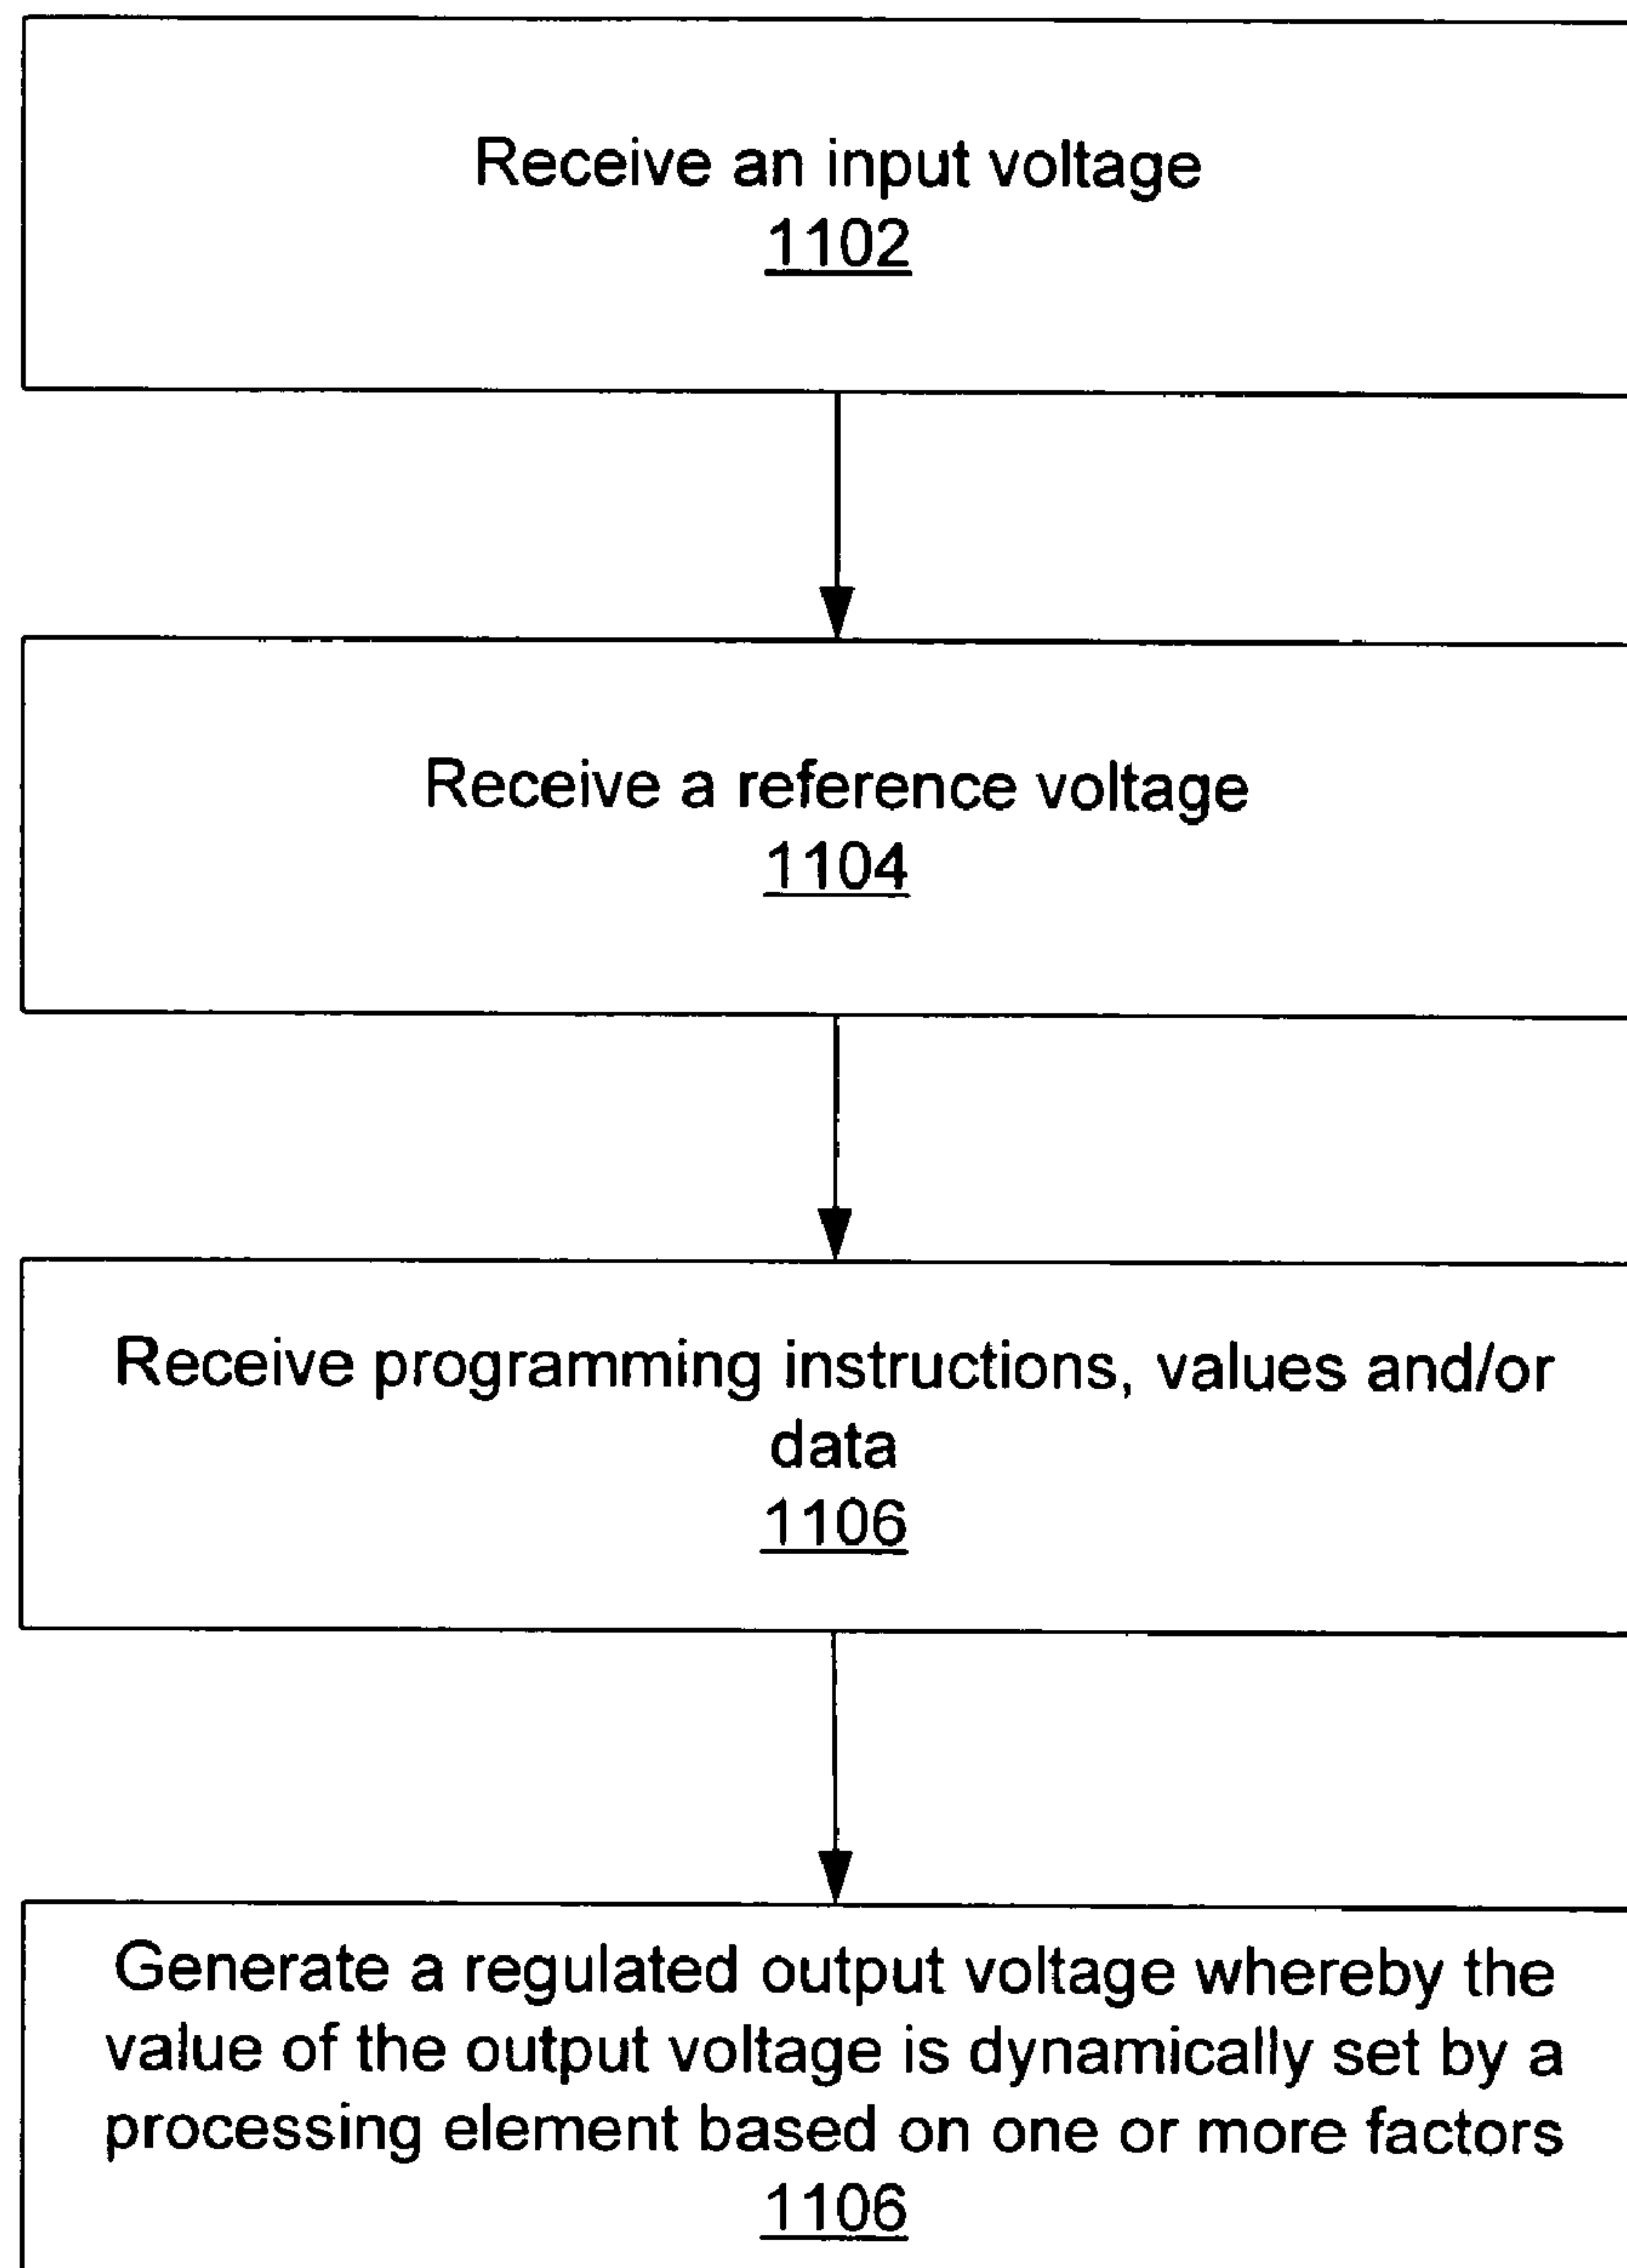 Receive an input voltage
1102
Receive a reference voltage
1104
Receive programming instructions, values and/or
data
1106
Generate a regulated output voltage whereby the
value of the output voltage is dynamically set by a
processing element based on one or more factors
1106